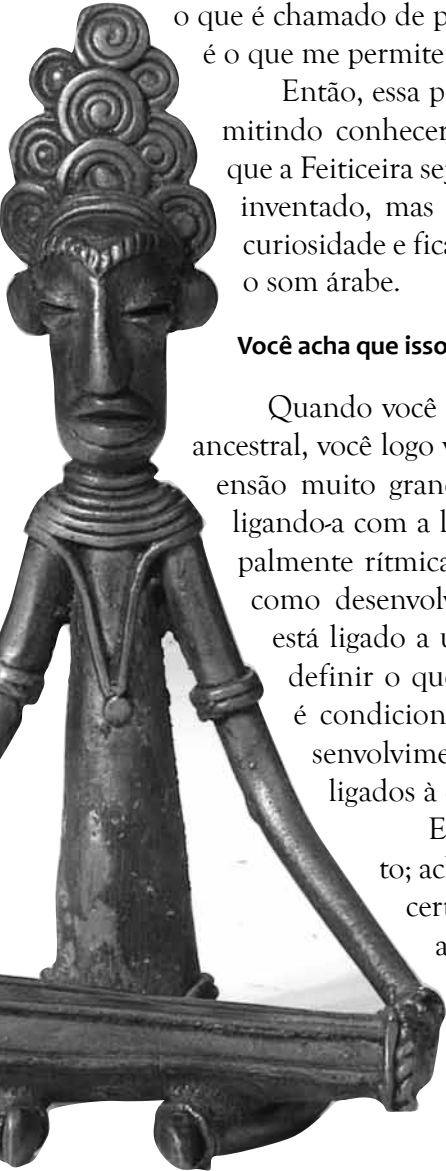 o que é chamado de p
é o que me permite
Então, essa p
mitindo conhecer
que a Feiticeira sej
inventado, mas
curiosidade e fica
o som árabe.
Você acha que isso
Quando você
ancestral, você logo v
ensão muito grand
ligando-a com a l
palmente rítmica
como desenvolv
está ligado a u
definir o que
é condicion
senvolvime
ligados à
E
to; ac
cert
a